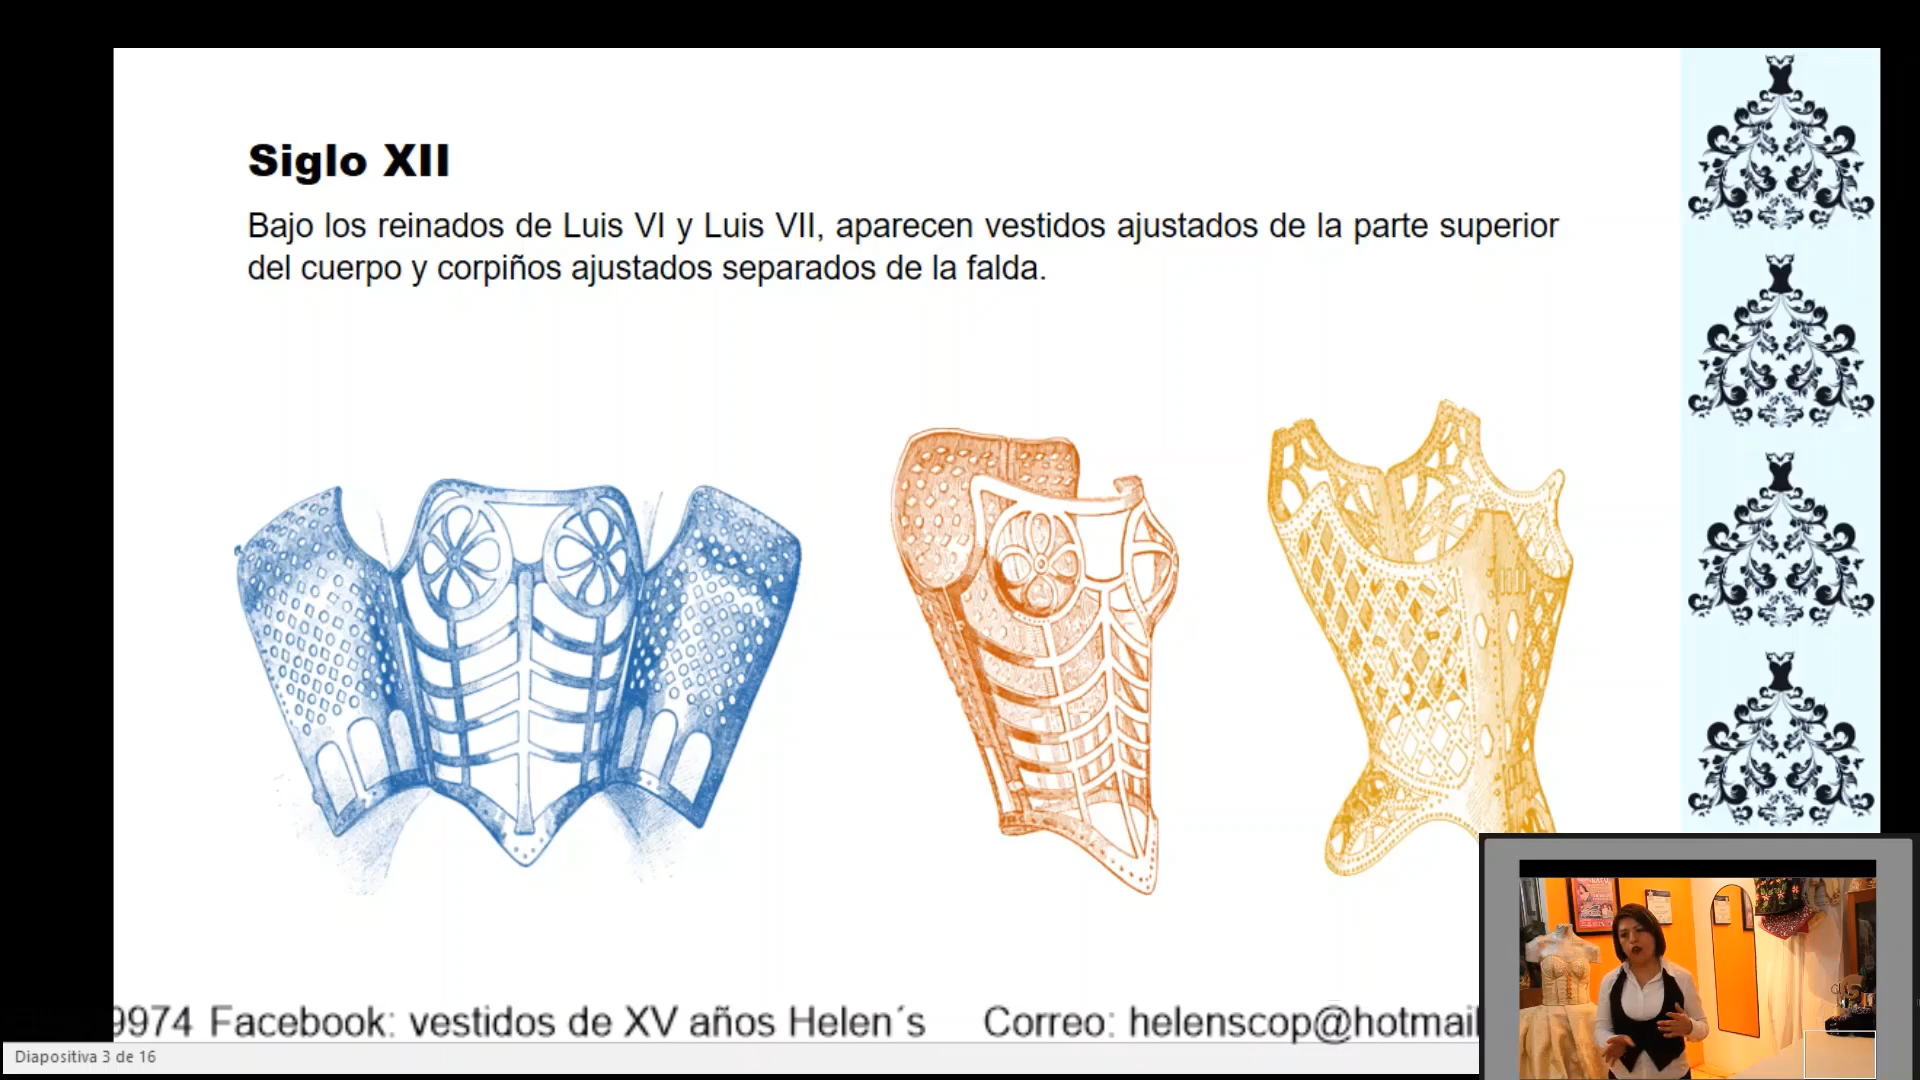 Siglo XII
Bajo los reinados de Luis VI y Luis VII, aparecen vestidos ajustados de la parte superior
del cuerpo y corpiños ajustados separados de la falda.
9974 Facebook: vestidos de XV años Helen´s Correo: helenscop@hotmail
Diapositiva 3 de 16